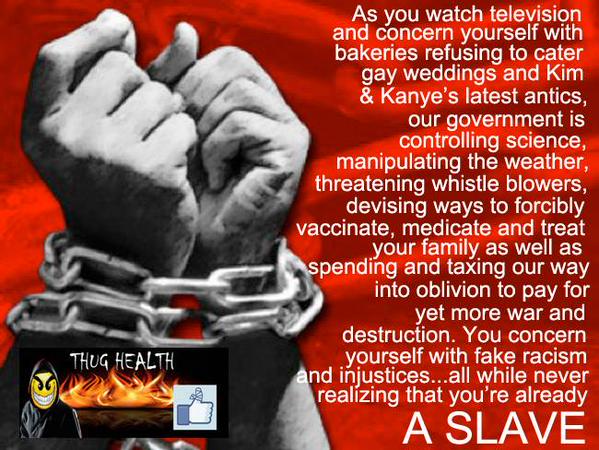 As you watch television
and concern yourself with
bakeries refusing to cater
gay weddings and Kim
& Kanye's latest antics,
our government is
controlling science,
manipulating the weather,
threatening whistle blowers,
devising ways to forcibly
vaccinate, medicate and treat
your family as well as
spending and taxing our way
into oblivion to pay for
yet more war and
destruction. You concern
yourself with fake racism
and injustices...all while never
realizing that you're already
A SLAVE
THUG HEALTH